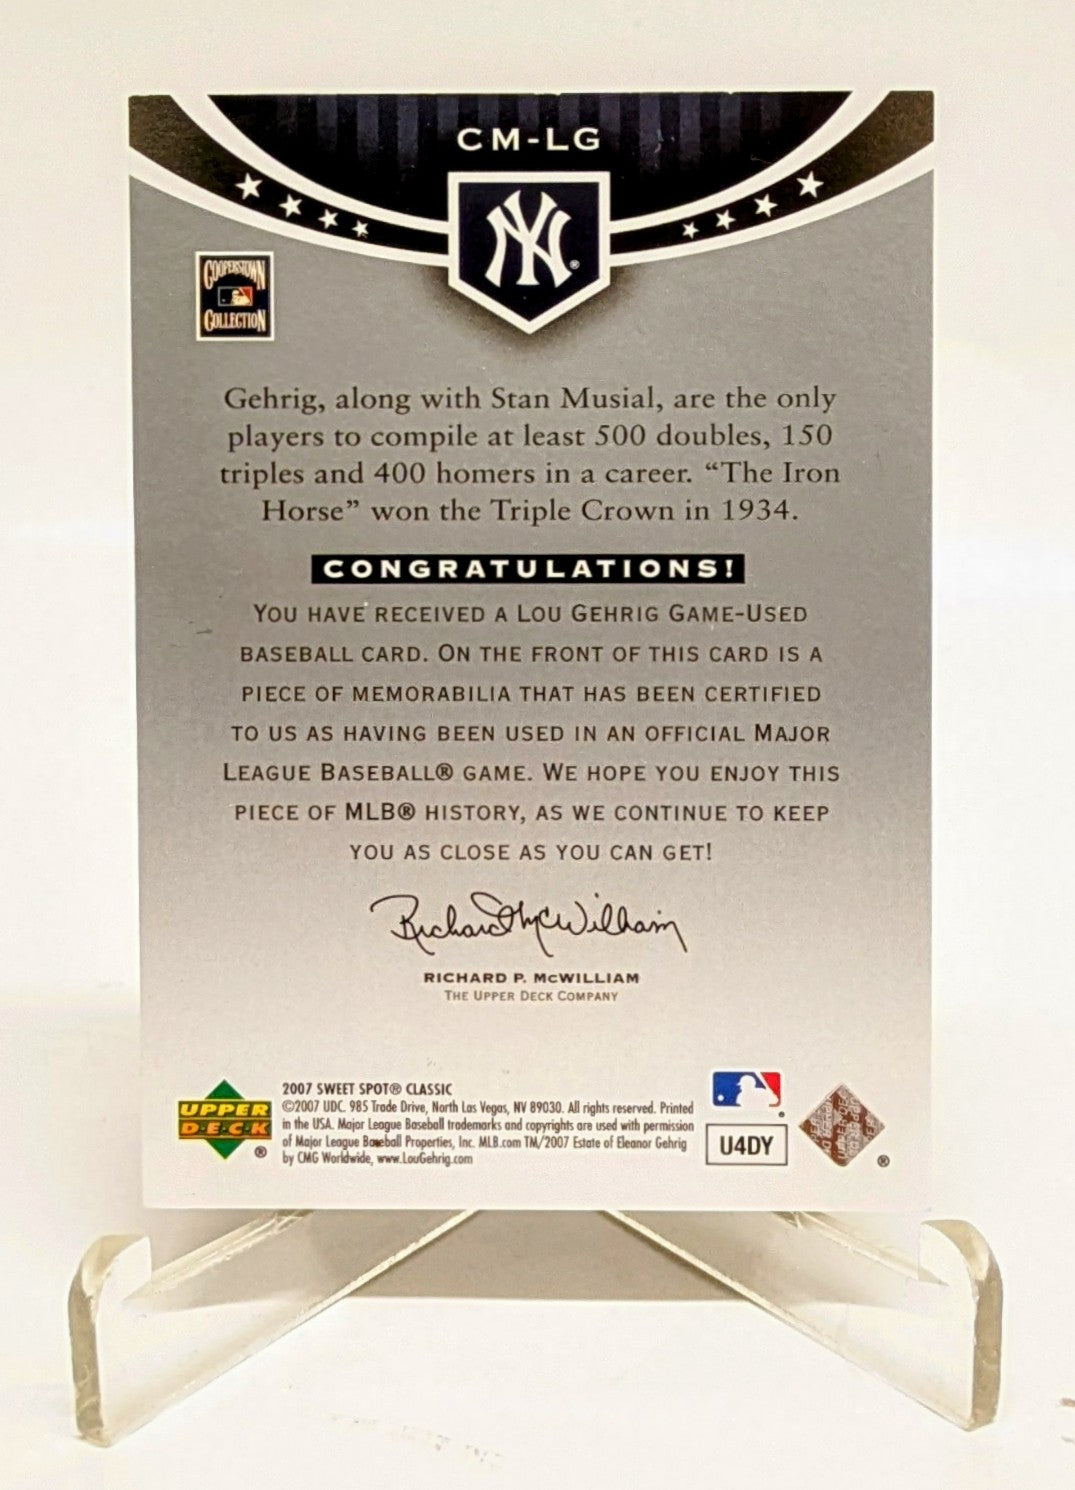 CM-LG
NY
®
COOPERSTOWN
COLLECTION
Gehrig, along with Stan Musial, are the only
players to compile at least 500 doubles, 150
triples and 400 homers in a career. “The Iron
Horse” won the Triple Crown in 1934.
CONGRATULATIONS!
YOU HAVE RECEIVED A LOU GEHRIG GAME-USED
BASEBALL CARD. ON THE FRONT OF THIS CARD IS A
PIECE OF MEMORABILIA THAT HAS BEEN CERTIFIED
TO US AS HAVING BEEN USED IN AN OFFICIAL MAJOR
LEAGUE BASEBALL® GAME. WE HOPE YOU ENJOY THIS
PIECE OF MLB® HISTORY, AS WE CONTINUE TO KEEP
YOU AS CLOSE AS YOU CAN GET!
Richard McWilliam
RICHARD P. McWILLIAM
THE UPPER DECK COMPANY
UPPER
D·E·C·K
®
2007 SWEET SPOT® CLASSIC
©2007 UDC. 985 Trade Drive, North Las Vegas, NV 89030. All rights reserved. Printed
in the USA. Major League Baseball trademarks and copyrights are used with permission
of Major League Baseball Properties, Inc. MLB.com TM/2007 Estate of Eleanor Gehrig
by CMG Worldwide, www.LouGehrig.com
U4DY
®